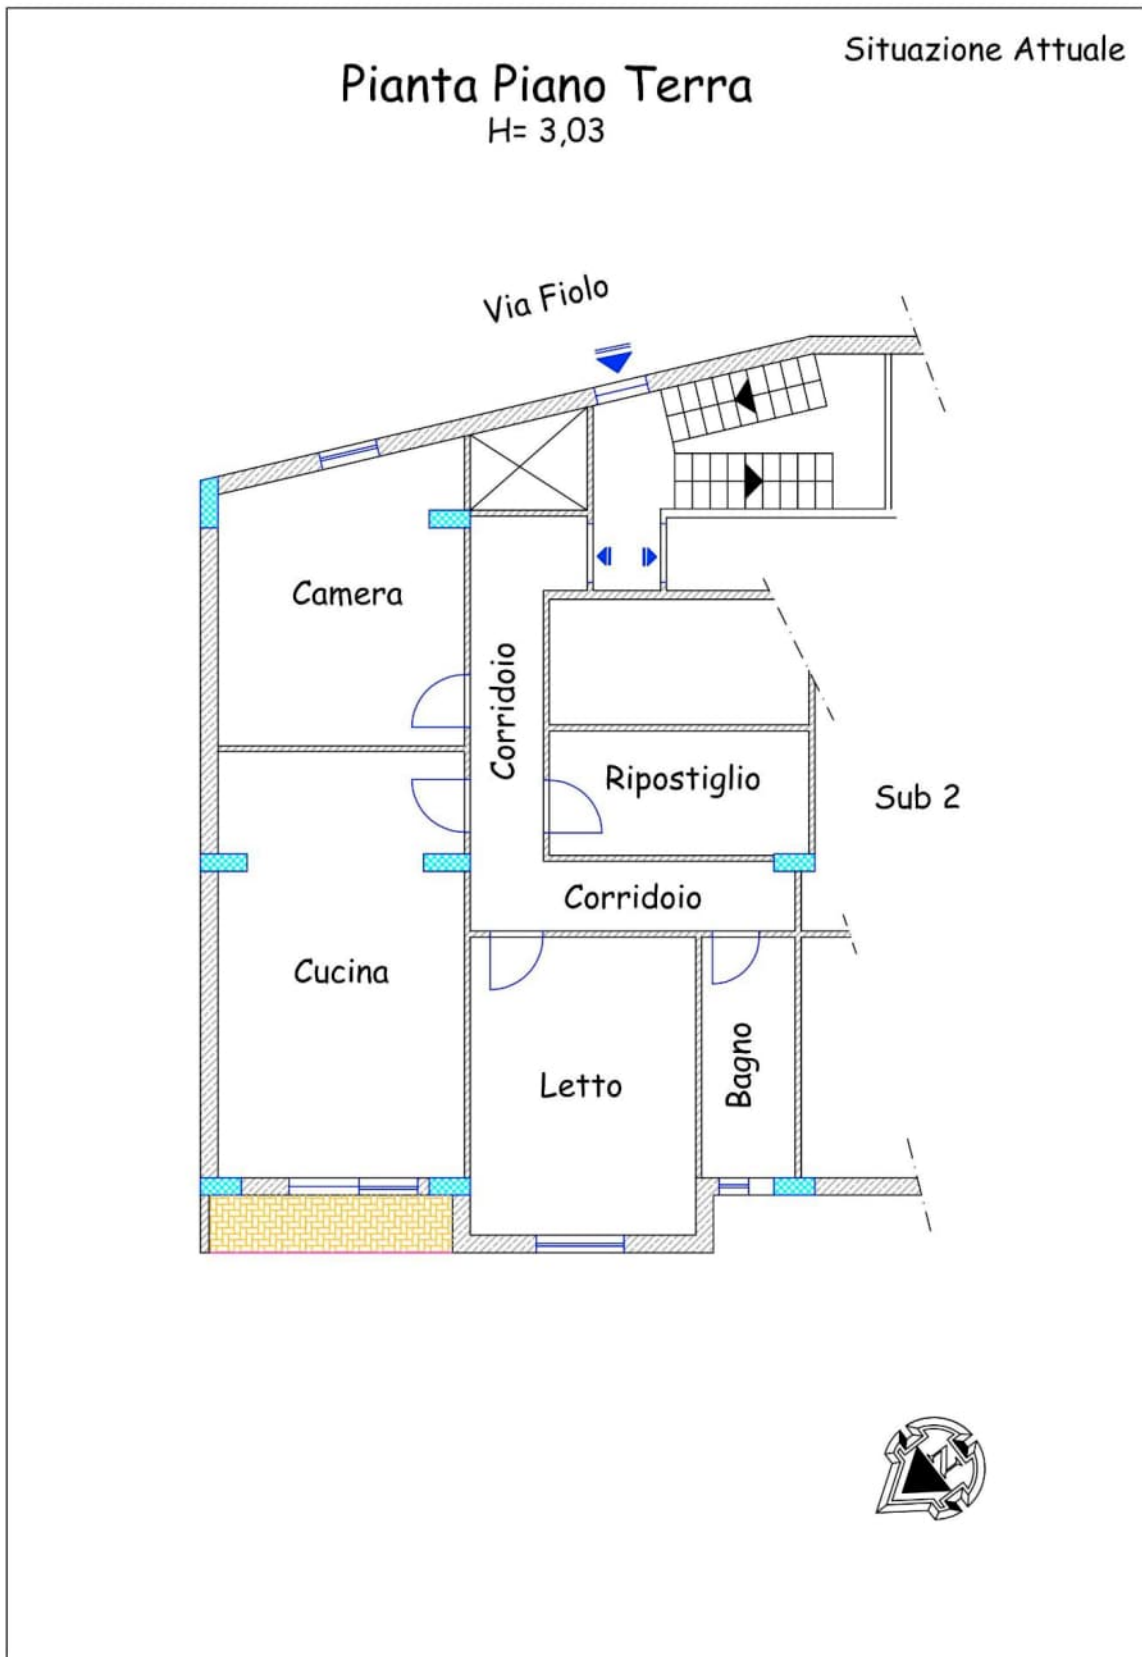 Situazione Attuale
Pianta Piano Terra
H= 3,03
Via Fiolo
Camera
Corridoio
Ripostiglio
Sub 2
Corridoio
Cucina
Letto
Bagno
N